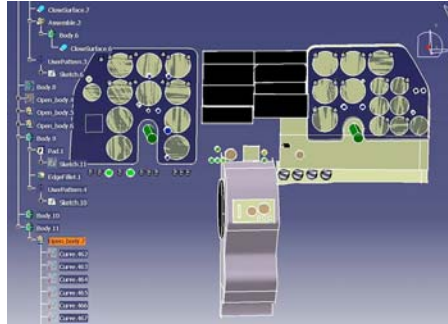 CloseSurface.7
Assemble.2
Body.6
CloseSurface.6
UserPattern.3
Sketch.6
Body.8
Open_body.4
Open_body.5
Open_body.6
Body.9
Pad.1
Sketch.11
EdgeFillet.1
UserPattern.4
Sketch.10
Body.10
Body.11
Open_body.7
Curve.462
Curve.463
Curve.464
Curve.465
Curve.466
Curve.467